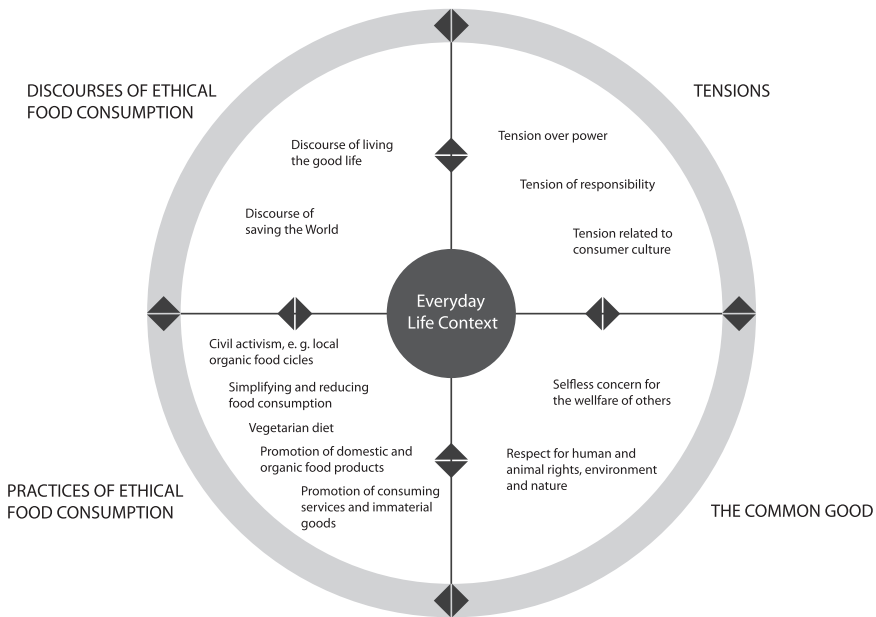 DISCOURSES OF ETHICAL
FOOD CONSUMPTION
Discourse of living
the good life
Discourse of
saving the World
TENSIONS
Tension over power
Tension of responsibility
Tension related to
consumer culture
Everyday
Life Context
Civil activism, e. g. local
organic food cicles
Simplifying and reducing
food consumption
Vegetarian diet
Promotion of domestic and
organic food products
Promotion of consuming
services and immaterial
goods
PRACTICES OF ETHICAL
FOOD CONSUMPTION
Selfless concern for
the wellfare of others
Respect for human and
animal rights, environment
and nature
THE COMMON GOOD